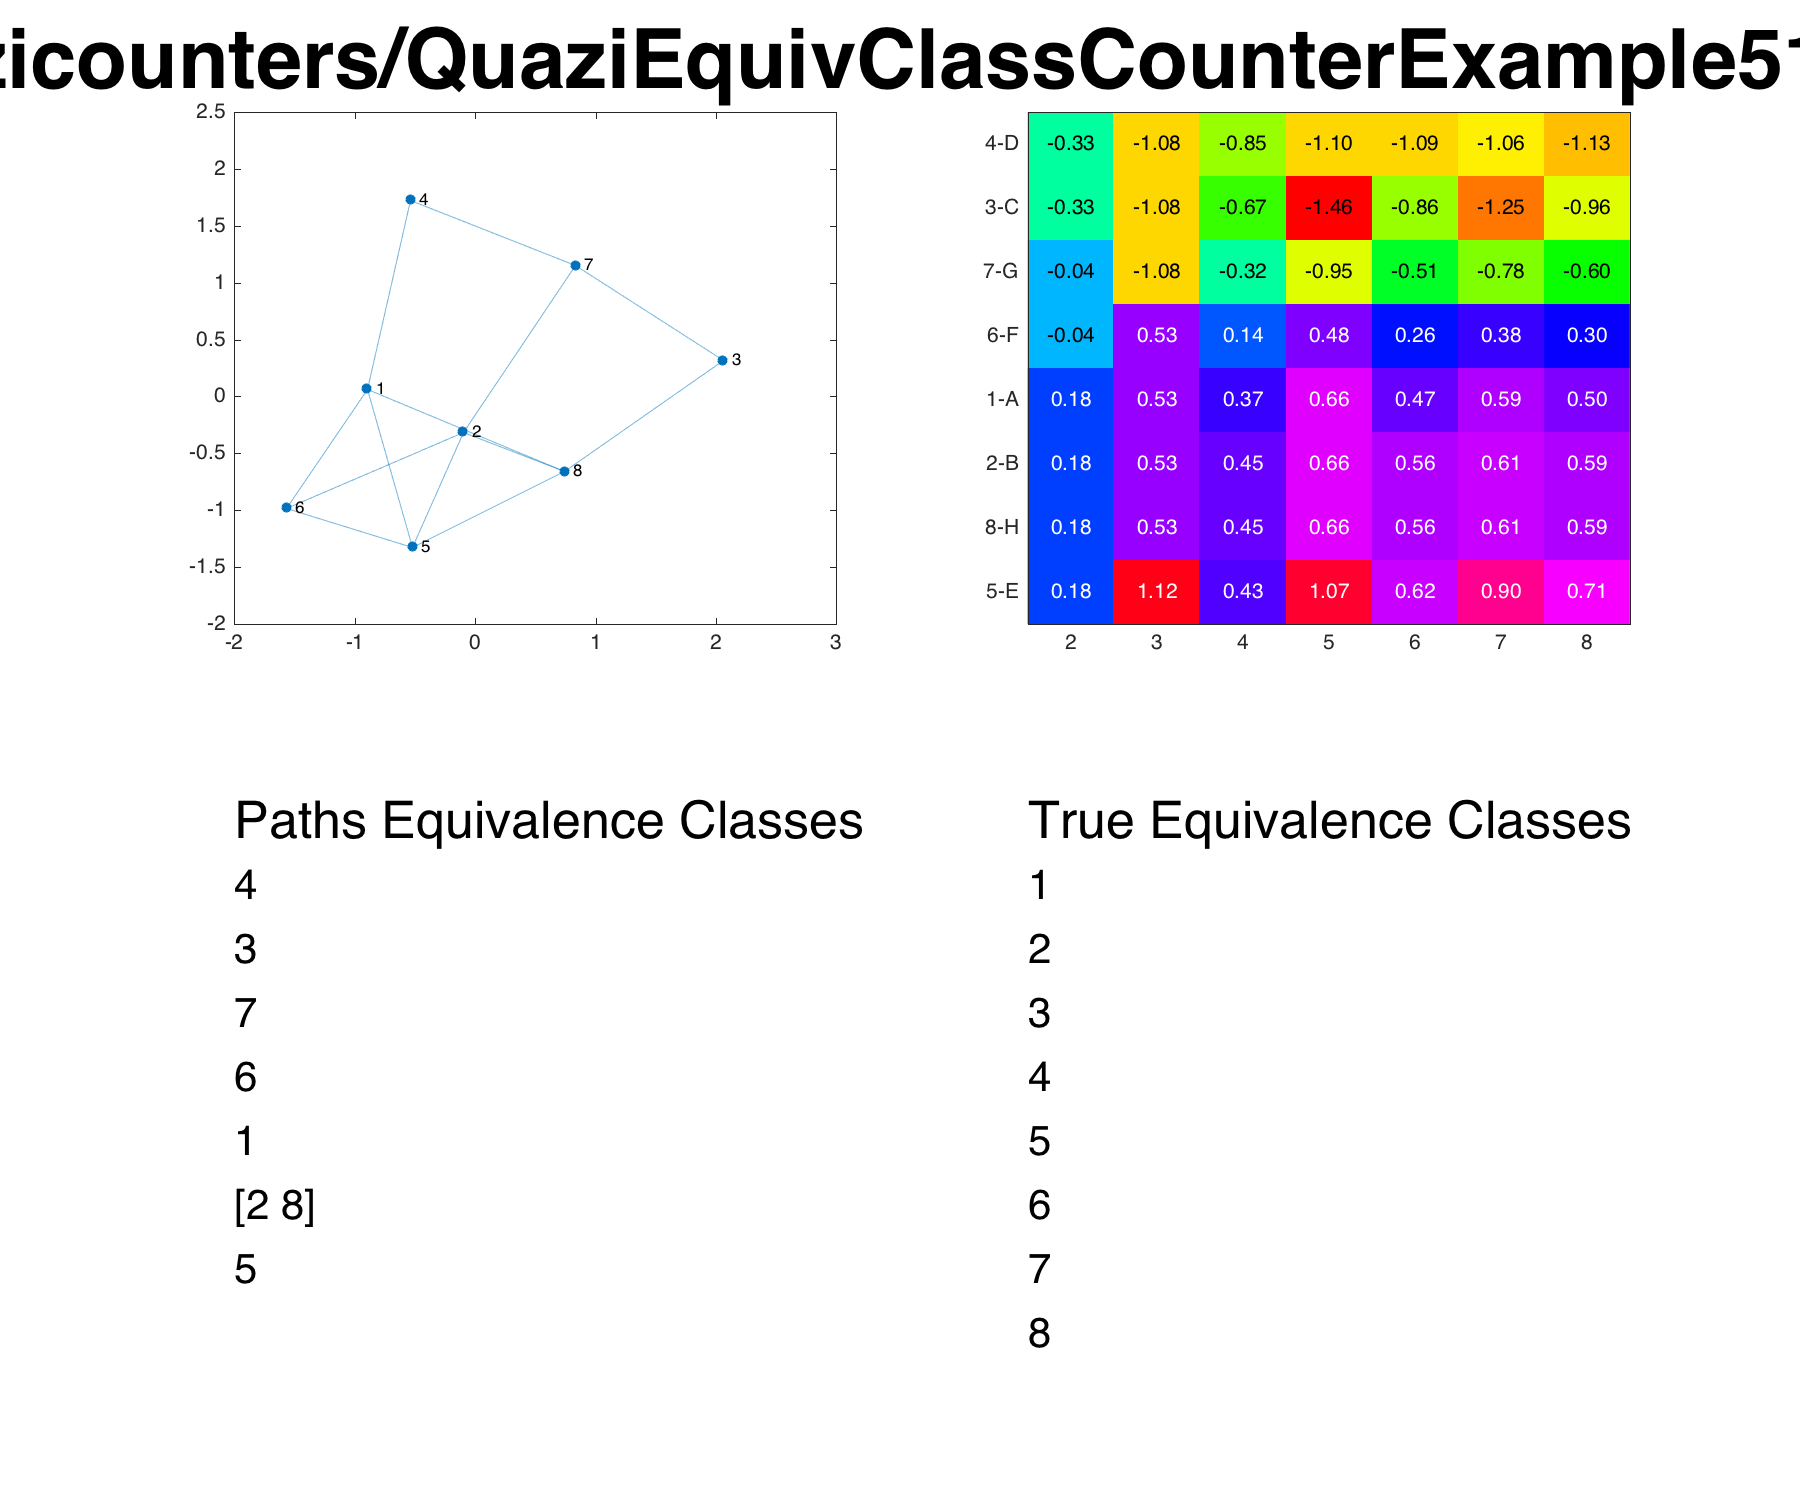 zicounters/QuaziEquivClassCounterExample51
2.5
2
1.5
1
0.5
0
-0.5
-1
-1.5
-2
-2 -1 0 1 2 3
4
7
3
1
2
8
6
5
4-D -0.33 -1.08 -0.85 -1.10 -1.09 -1.06 -1.13
3-C -0.33 -1.08 -0.67 -1.46 -0.86 -1.25 -0.96
7-G -0.04 -1.08 -0.32 -0.95 -0.51 -0.78 -0.60
6-F -0.04 0.53 0.14 0.48 0.26 0.38 0.30
1-A 0.18 0.53 0.37 0.66 0.47 0.59 0.50
2-B 0.18 0.53 0.45 0.66 0.56 0.61 0.59
8-H 0.18 0.53 0.45 0.66 0.56 0.61 0.59
5-E 0.18 1.12 0.43 1.07 0.62 0.90 0.71
2 3 4 5 6 7 8
Paths Equivalence Classes
4
3
7
6
1
[2 8]
5
True Equivalence Classes
1
2
3
4
5
6
7
8